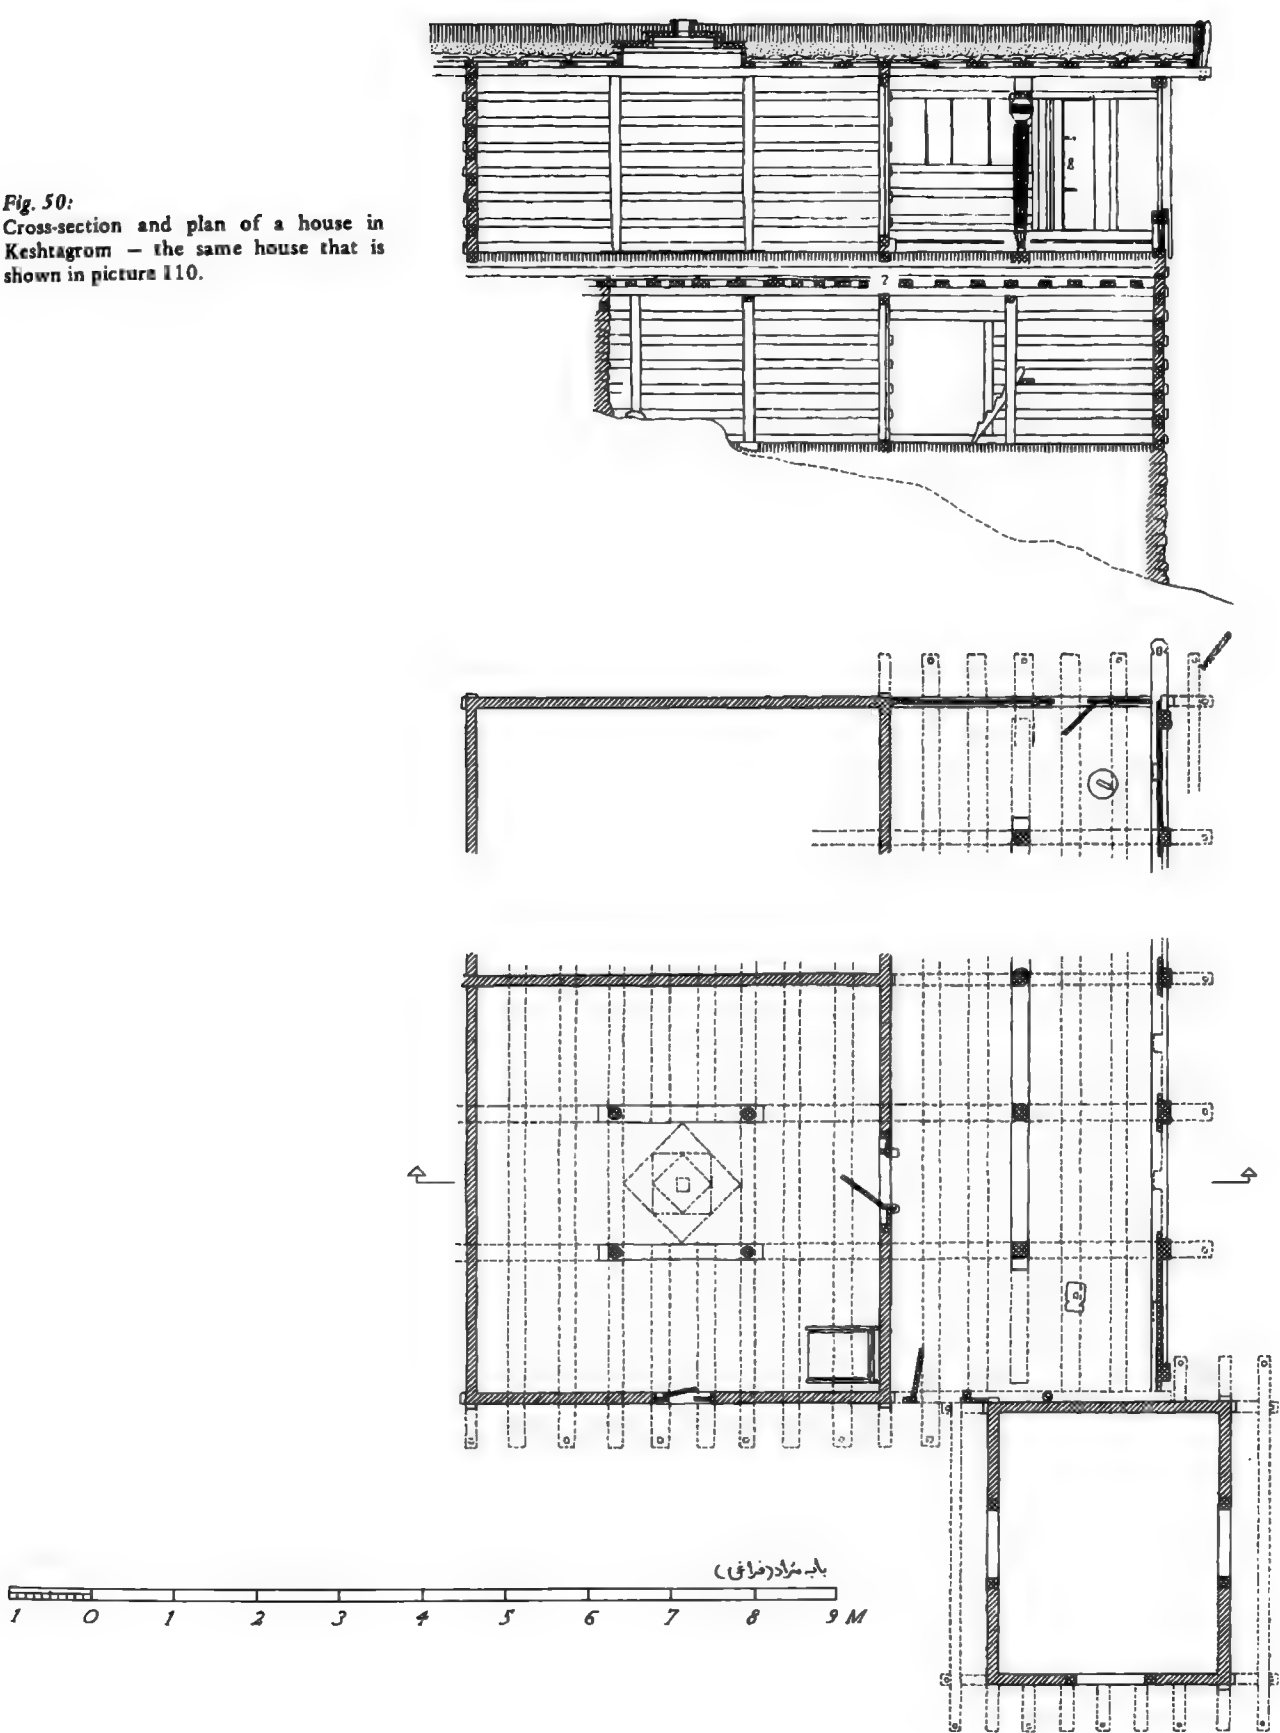 Fig. 50:
Cross-section and plan of a house in
Keshtagrom — the same house that is
shown in picture 110.
?
1 0 1 2 3 4 5 6 7 8 9 M